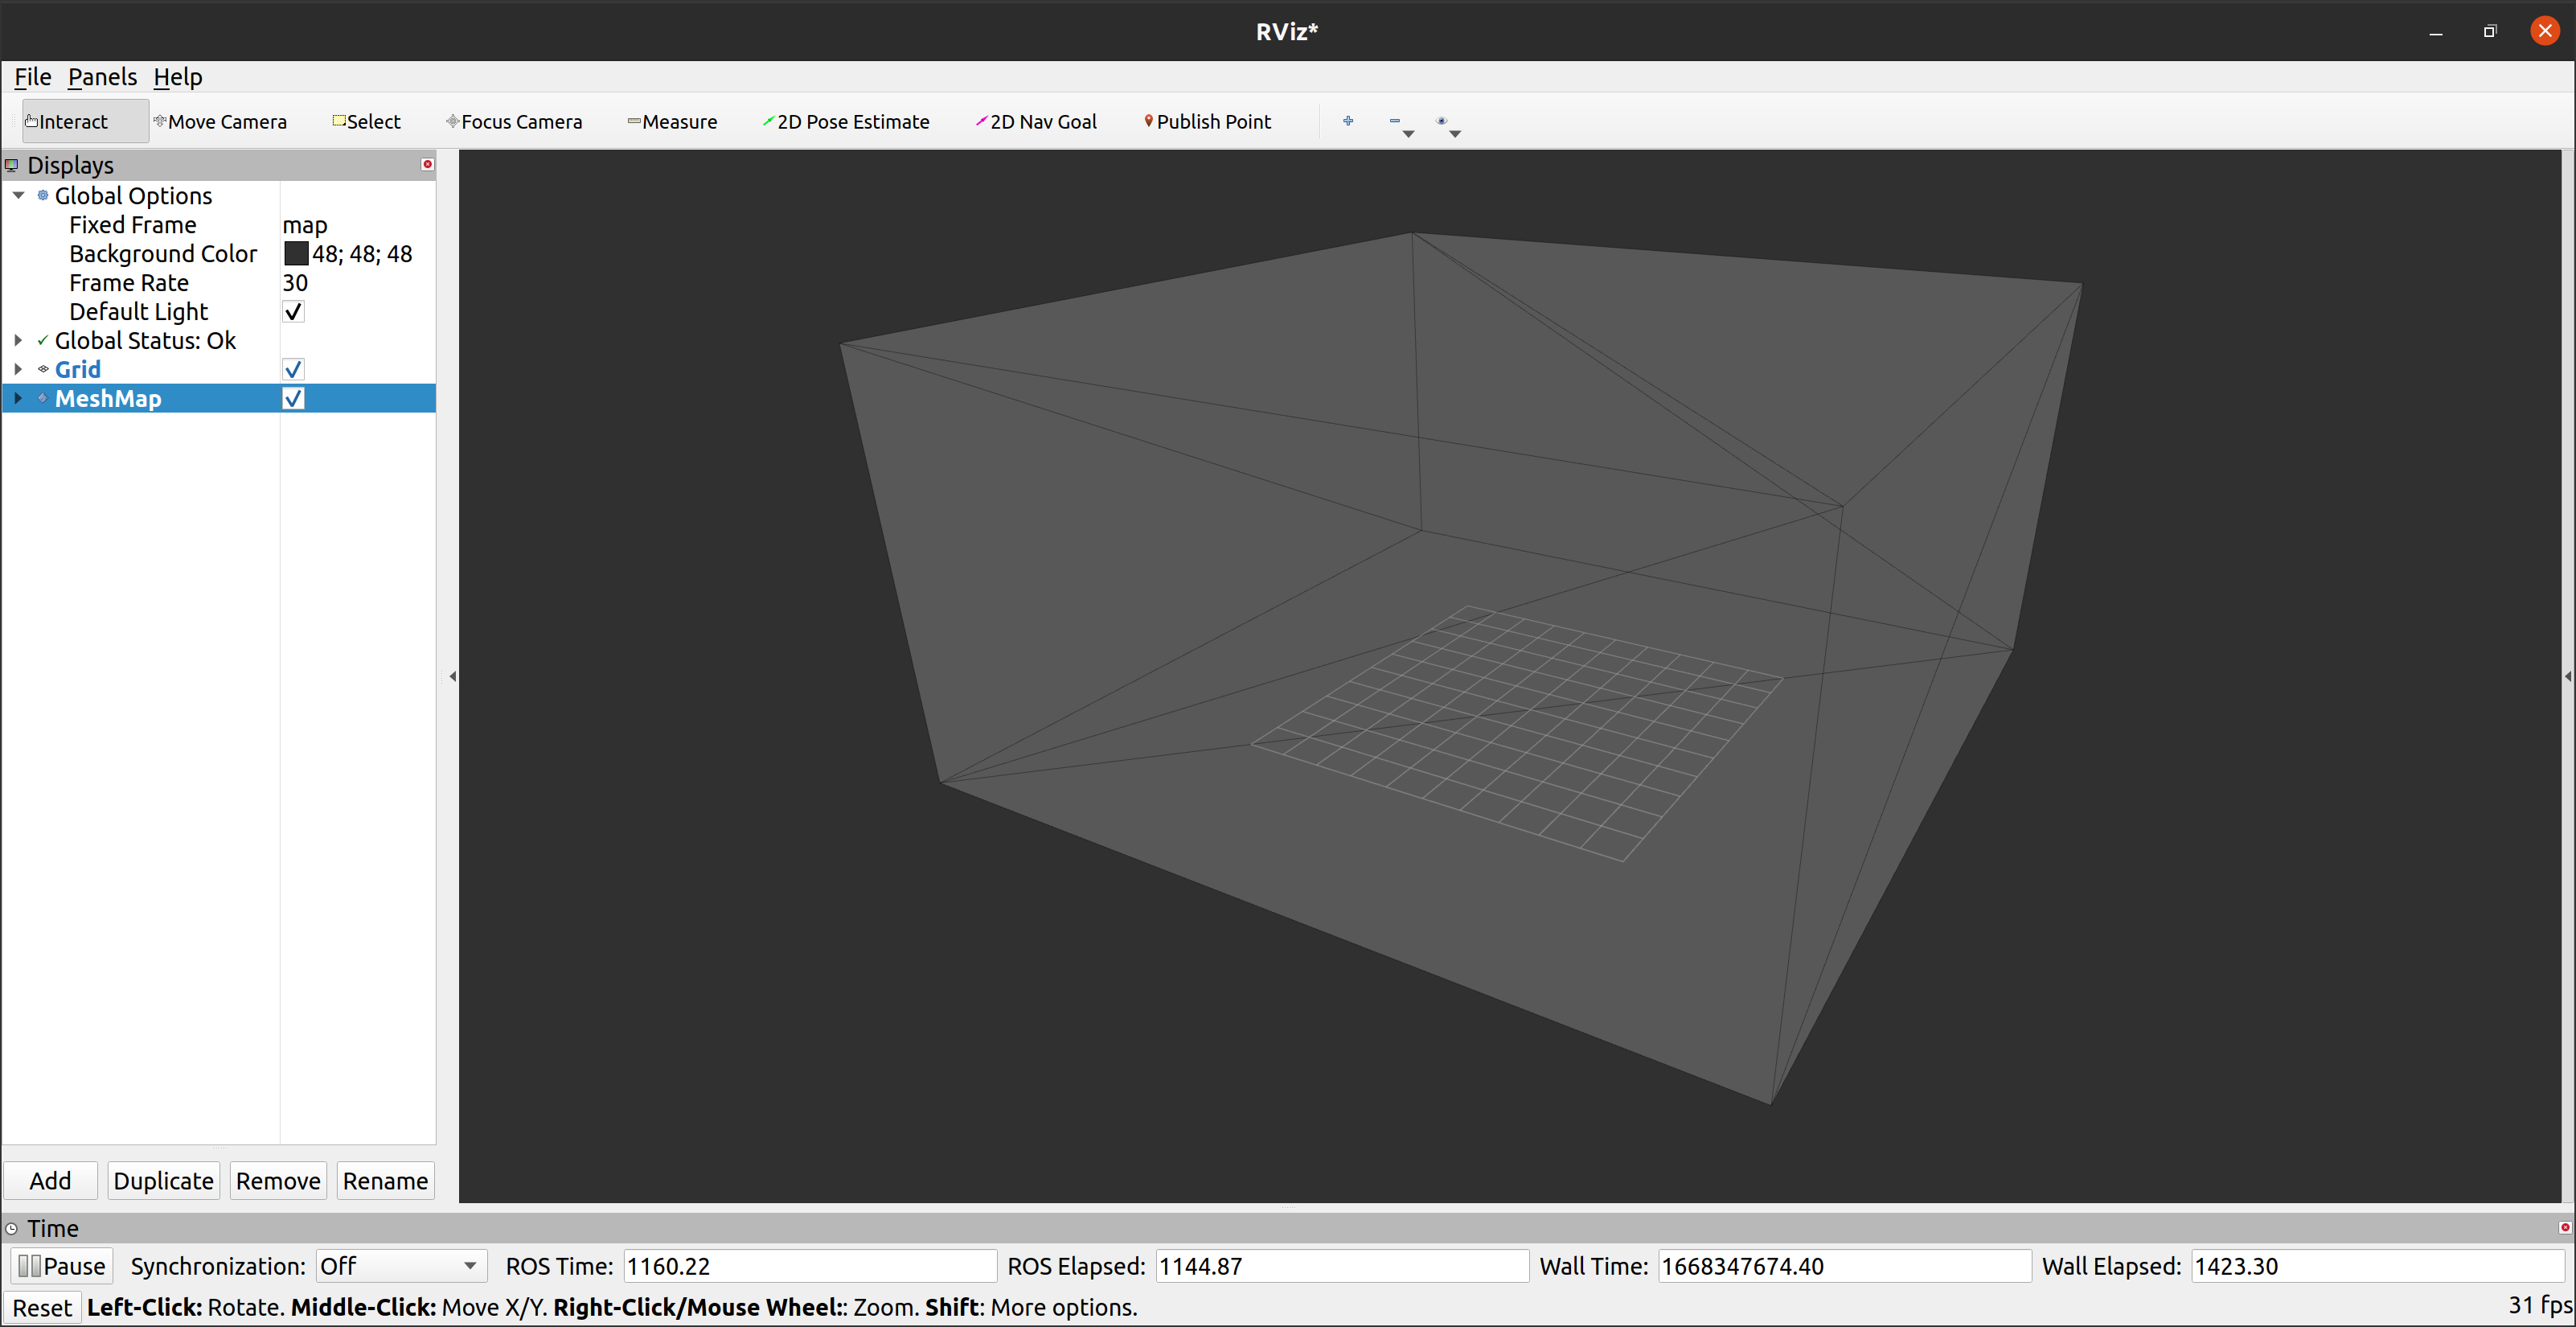 RViz*
File Panels Help
Interact Move Camera Select Focus Camera Measure 2D Pose Estimate 2D Nav Goal Publish Point
Displays
Global Options
Fixed Frame map
Background Color 48; 48; 48
Frame Rate 30
Default Light
Global Status: Ok
Grid
MeshMap
Add Duplicate Remove Rename
Time
Pause Synchronization: Off ROS Time: 1160.22 ROS Elapsed: 1144.87 Wall Time: 1668347674.40 Wall Elapsed: 1423.30
Reset Left-Click: Rotate. Middle-Click: Move X/Y. Right-Click/Mouse Wheel:: Zoom. Shift: More options. 31 fps